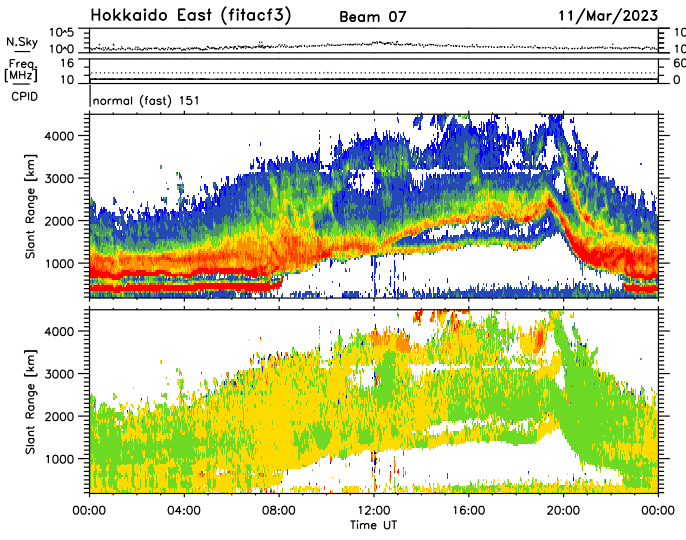 Hokkaido East (fitacf3) Beam 07 11/Mar/2023
N.Sky 10^5 10^0 10 10
Freq. [MHz] 16 10 60 0
CPID normal (fast) 151
Slant Range [km] 4000 3000 2000 1000
Slant Range [km] 4000 3000 2000 1000
00:00 04:00 08:00 12:00 16:00 20:00 00:00
Time UT